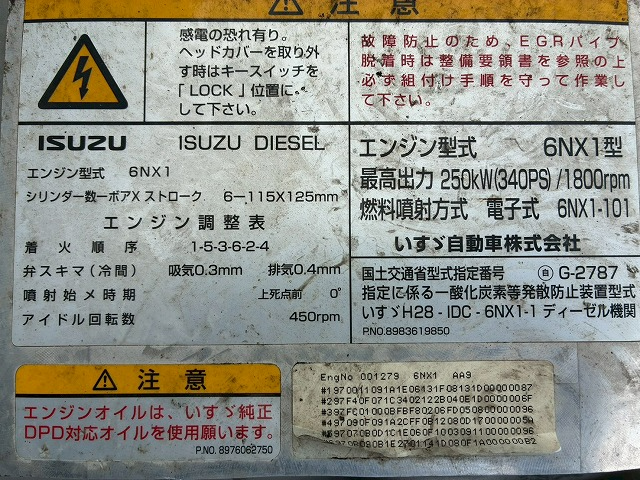 注意
感電の恐れ有り。
ヘッドカバーを取り外
す時はキースイッチを
「LOCK」位置に。
して下さい。
故障防止のため、EGRパイプ
脱着時は整備要領書を参照の上
必ず組付け手順を守って作業し
て下さい。
ISUZU ISUZU DIESEL
エンジン型式 6NX1
シリンダー数ーボアX ストローク 6—115X125mm
エンジン調整表
着火順序 1-5-3-6-2-4
弁スキマ(冷間) 吸気0.3mm 排気0.4mm
噴射始メ時期 上死点前 0°
アイドル回転数 450rpm
エンジン型式 6NX1型
最高出力 250kW(340PS)/1800rpm
燃料噴射方式 電子式 6NX1-101
いすゞ自動車株式会社
国土交通省型式指定番号 自 G-2787
指定に係る一酸化炭素等発散防止装置型式
いすゞH28-IDC-6NX1-1 ディーゼル機関
P.NO.8983619850
注意
エンジンオイルは、いすゞ純正
DPD対応オイルを使用願います。
P.NO. 8976062750
EngNo 001279 6NX1 AA9
#1970011091A1E06131F08131D00000087
#297F40F071C3402122B040E1D0000006F
#397FC01000BFBF80206FD05080000096
#497090F091A2CFF0B12080D170000005A